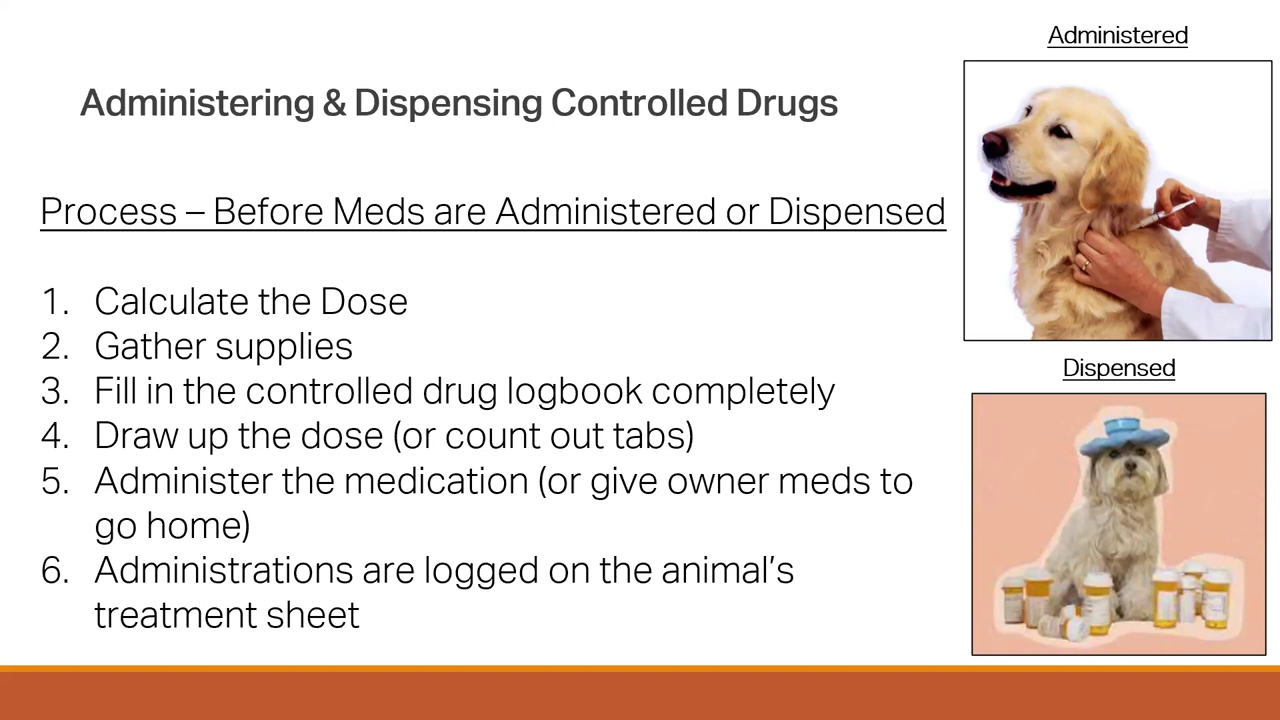 Administered
Administering & Dispensing Controlled Drugs
Process – Before Meds are Administered or Dispensed
1. Calculate the Dose
2. Gather supplies
3. Fill in the controlled drug logbook completely
4. Draw up the dose (or count out tabs)
5. Administer the medication (or give owner meds to
go home)
6. Administrations are logged on the animal’s
treatment sheet
Dispensed